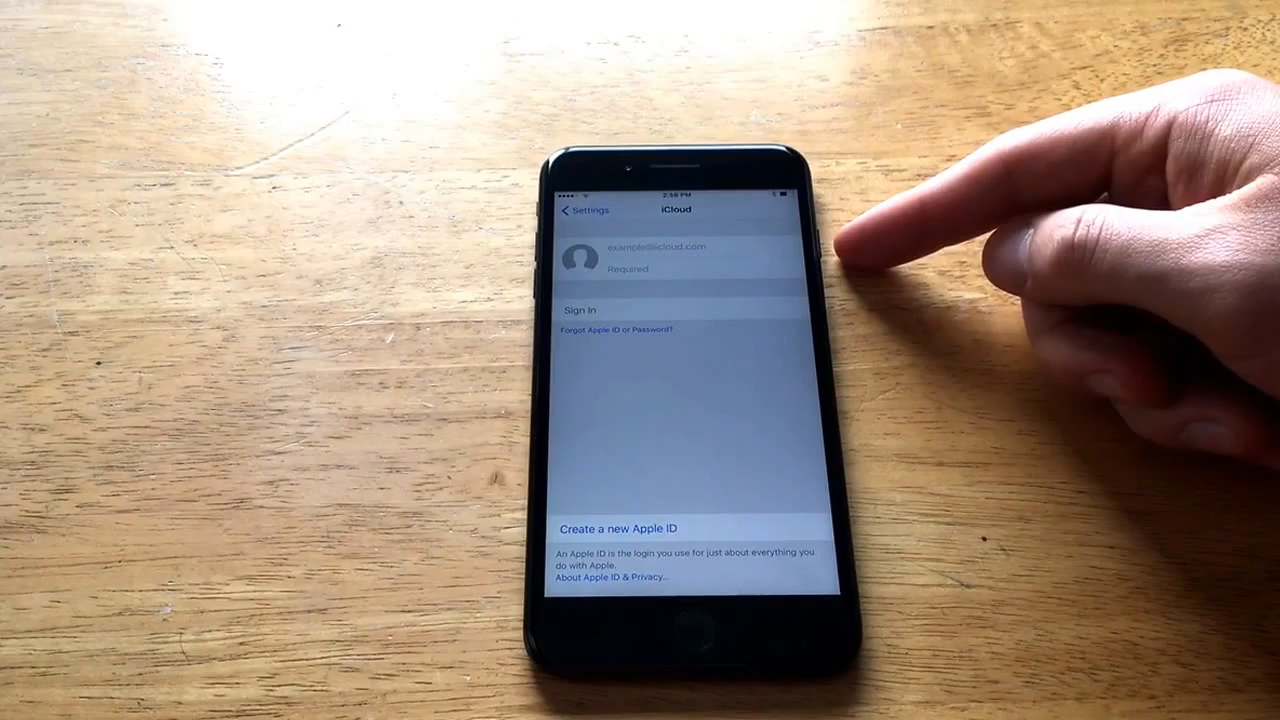 2:56 PM
Settings
iCloud
example@icloud.com
Required
Sign In
Forgot Apple ID or Password?
Create a new Apple ID
An Apple ID is the login you use for just about everything you
do with Apple.
About Apple ID & Privacy...